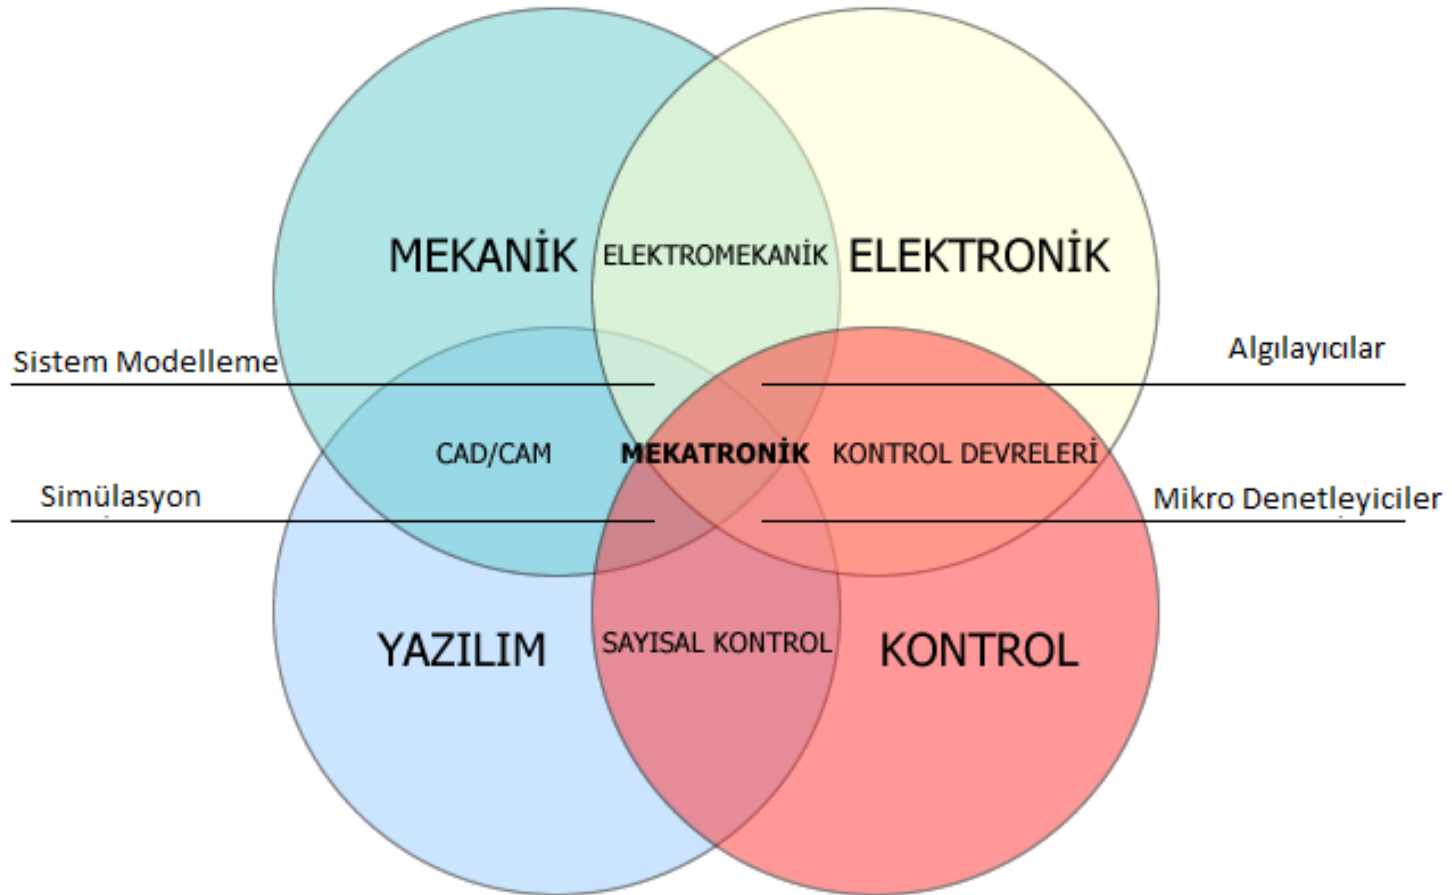 MEKANİK
ELEKTROMEKANİK
ELEKTRONİK
Sistem Modelleme
Algılayıcılar
CAD/CAM
MEKATRONİK
KONTROL DEVRELERİ
Simülasyon
Mikro Denetleyiciler
YAZILIM
SAYISAL KONTROL
KONTROL